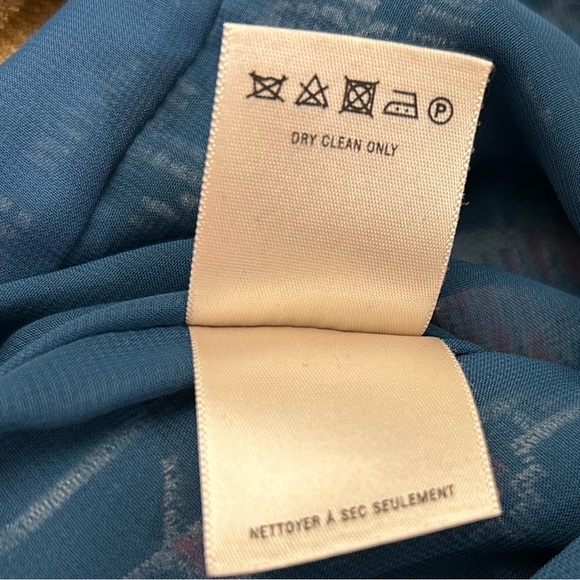 P
DRY CLEAN ONLY
NETTOYER À SEC SEULEMENT